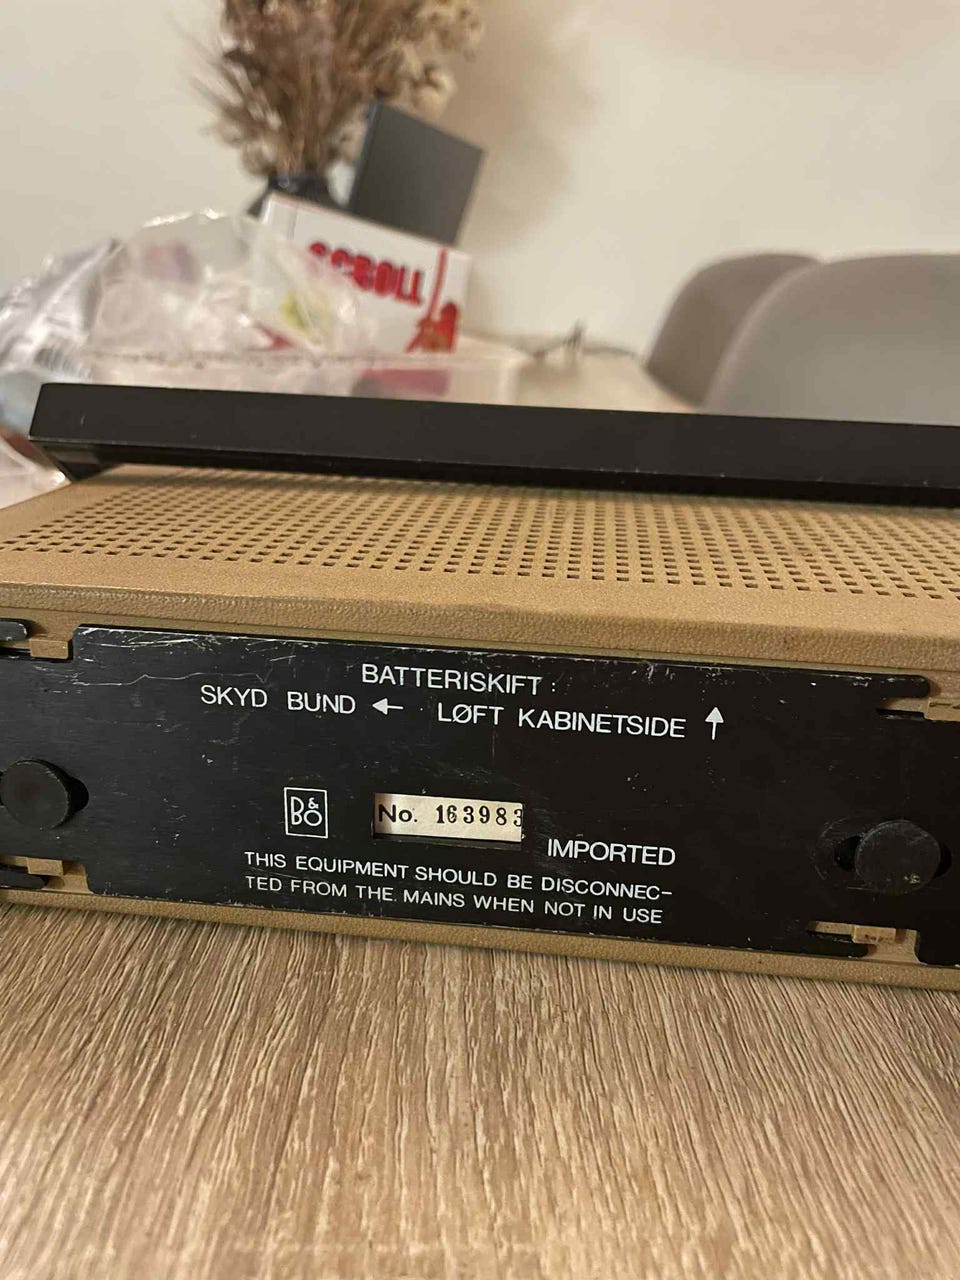 BATTERISKIFT :
SKYD BUND ← LØFT KABINETSIDE ↑
B&O
No. 163983
IMPORTED
THIS EQUIPMENT SHOULD BE DISCONNEC-
TED FROM THE MAINS WHEN NOT IN USE